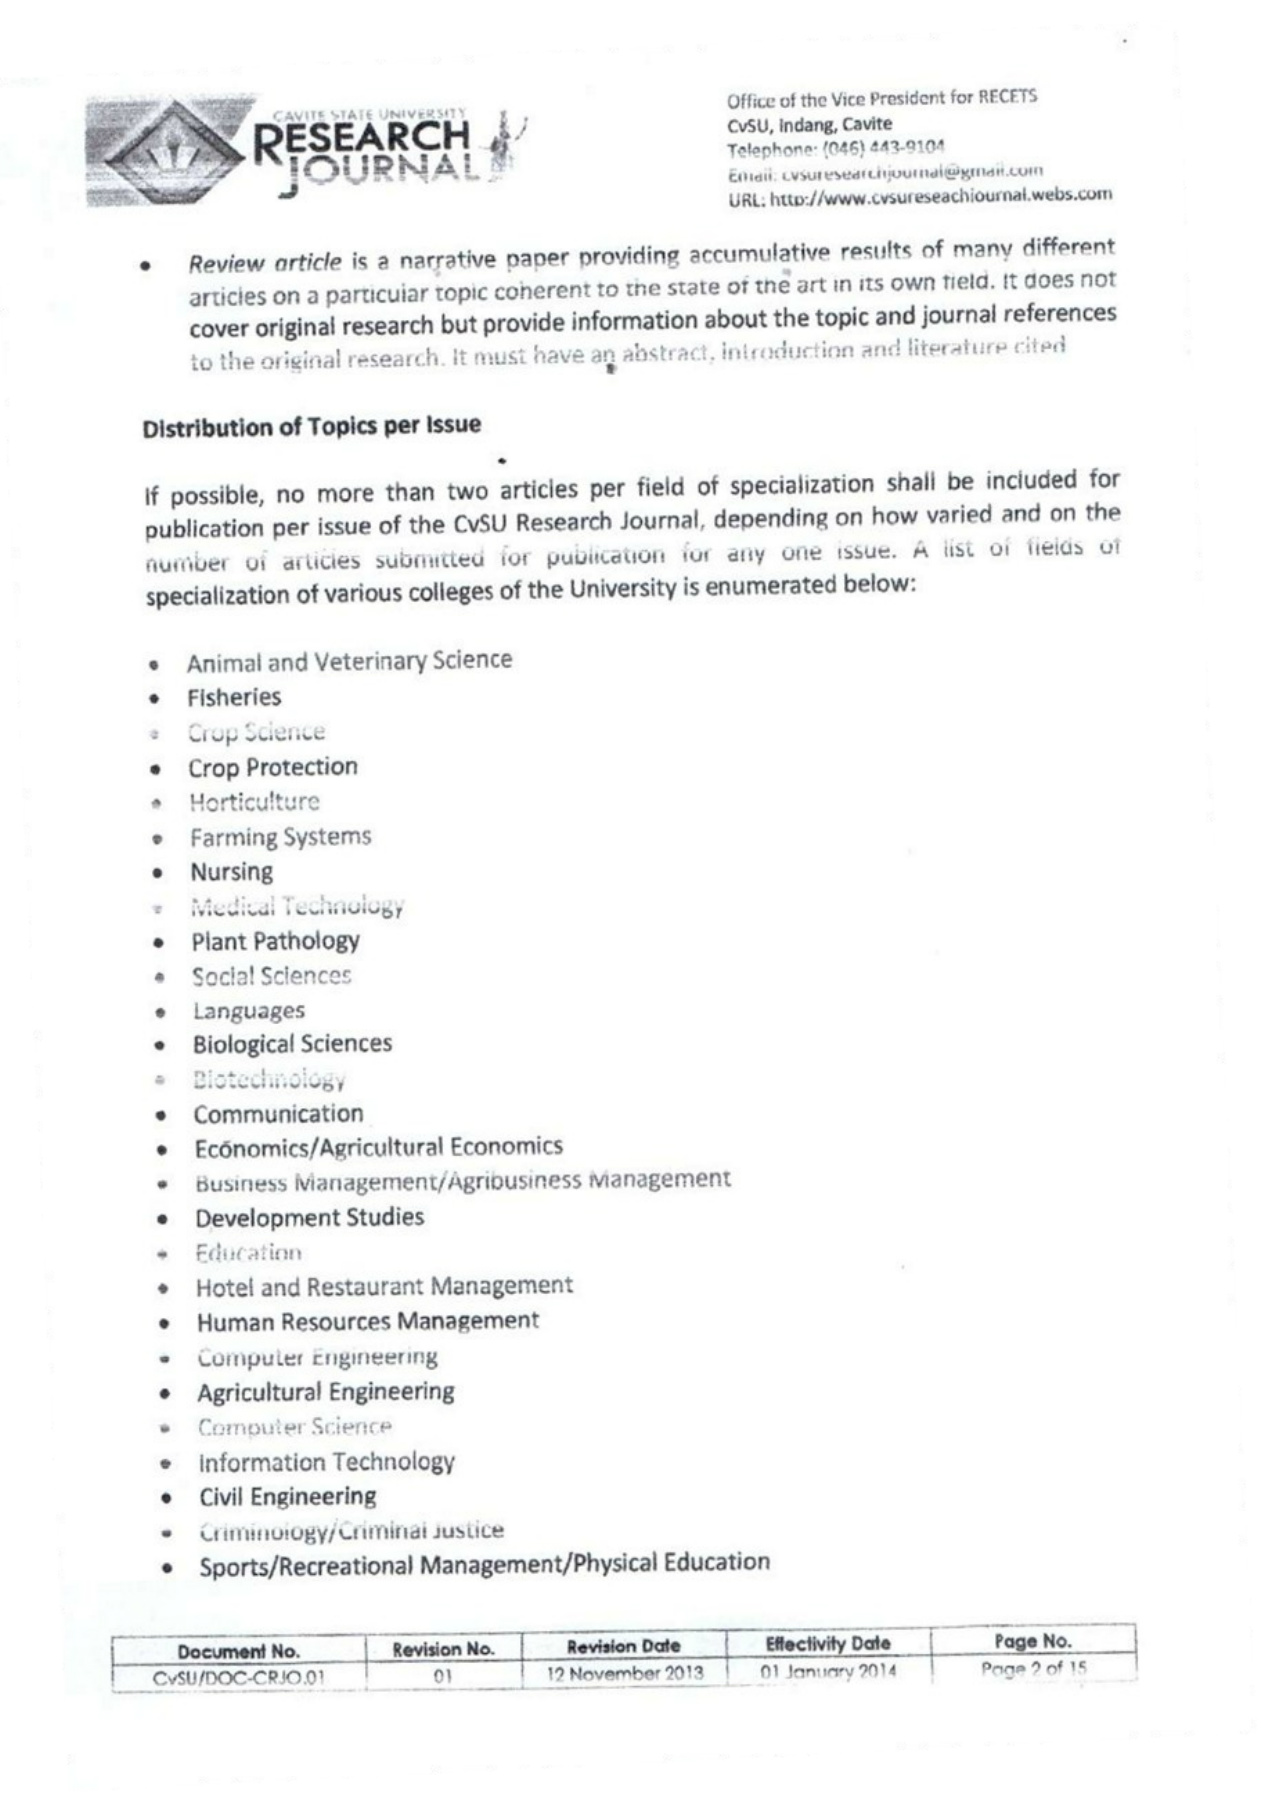 CAVITE STATE UNIVERSITY
RESEARCH
JOURNAL
Office of the Vice President for RECETS
CvSU, Indang, Cavite
Telephone: (046) 443-9104
Email: cvsuresearchjournal@gmail.com
URL: http://www.cvsureseachjournal.webs.com
• Review article is a narrative paper providing accumulative results of many different
articles on a particular topic coherent to the state of the art in its own field. It does not
cover original research but provide information about the topic and journal references
to the original research. It must have an abstract, introduction and literature cited
Distribution of Topics per Issue
If possible, no more than two articles per field of specialization shall be included for
publication per issue of the CvSU Research Journal, depending on how varied and on the
number of articles submitted for publication for any one issue. A list of fields of
specialization of various colleges of the University is enumerated below:
• Animal and Veterinary Science
• Fisheries
• Crop Science
• Crop Protection
• Horticulture
• Farming Systems
• Nursing
• Medical Technology
• Plant Pathology
• Social Sciences
• Languages
• Biological Sciences
• Biotechnology
• Communication
• Economics/Agricultural Economics
• Business Management/Agribusiness Management
• Development Studies
• Education
• Hotel and Restaurant Management
• Human Resources Management
• Computer Engineering
• Agricultural Engineering
• Computer Science
• Information Technology
• Civil Engineering
• Criminology/Criminal Justice
• Sports/Recreational Management/Physical Education
Document No. Revision No. Revision Date Effectivity Date Page No.
CvSU/DOC-CRJO.01 01 12 November 2013 01 January 2014 Page 2 of 15